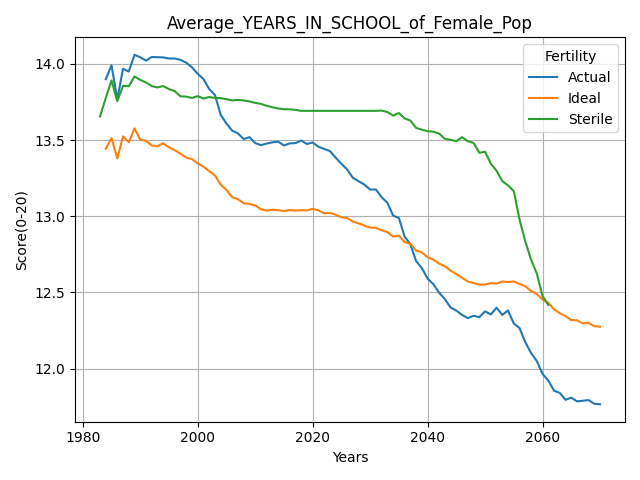 Average_YEARS_IN_SCHOOL_of_Female_Pop
Fertility
Actual
Ideal
Sterile
Score(0-20)
14.0
13.5
13.0
12.5
12.0
1980 2000 2020 2040 2060
Years